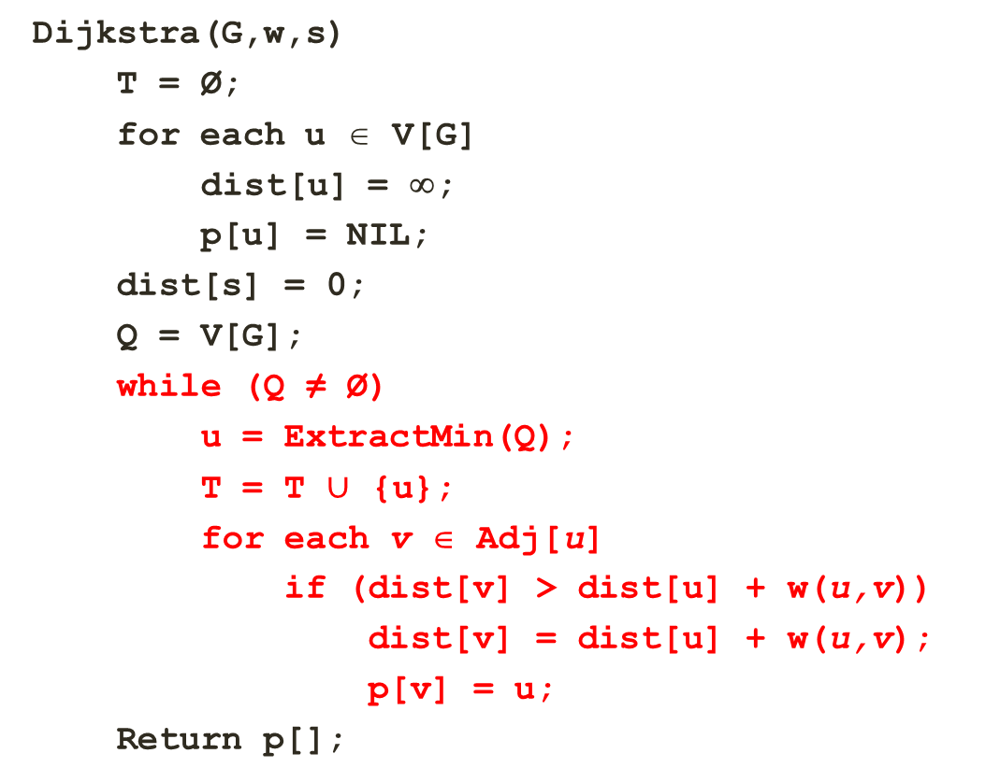 Dijkstra(G,w,s)
T = Ø;
for each u ∈ V[G]
dist[u] = ∞;
p[u] = NIL;
dist[s] = 0;
Q = V[G];
while (Q ≠ Ø)
u = ExtractMin(Q);
T = T ∪ {u};
for each v ∈ Adj[u]
if (dist[v] > dist[u] + w(u,v))
dist[v] = dist[u] + w(u,v);
p[v] = u;
Return p[];